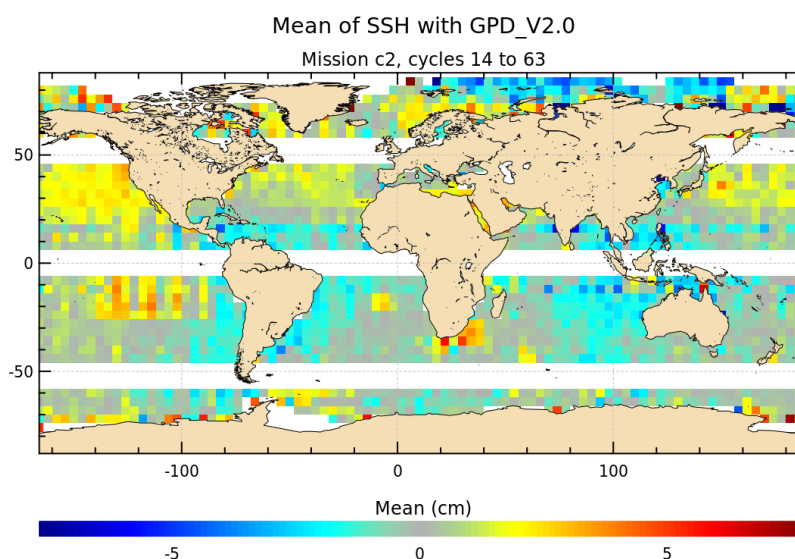 Mean of SSH with GPD_V2.0
Mission c2, cycles 14 to 63
50
0
-50
-100 0 100
Mean (cm)
-5 0 5